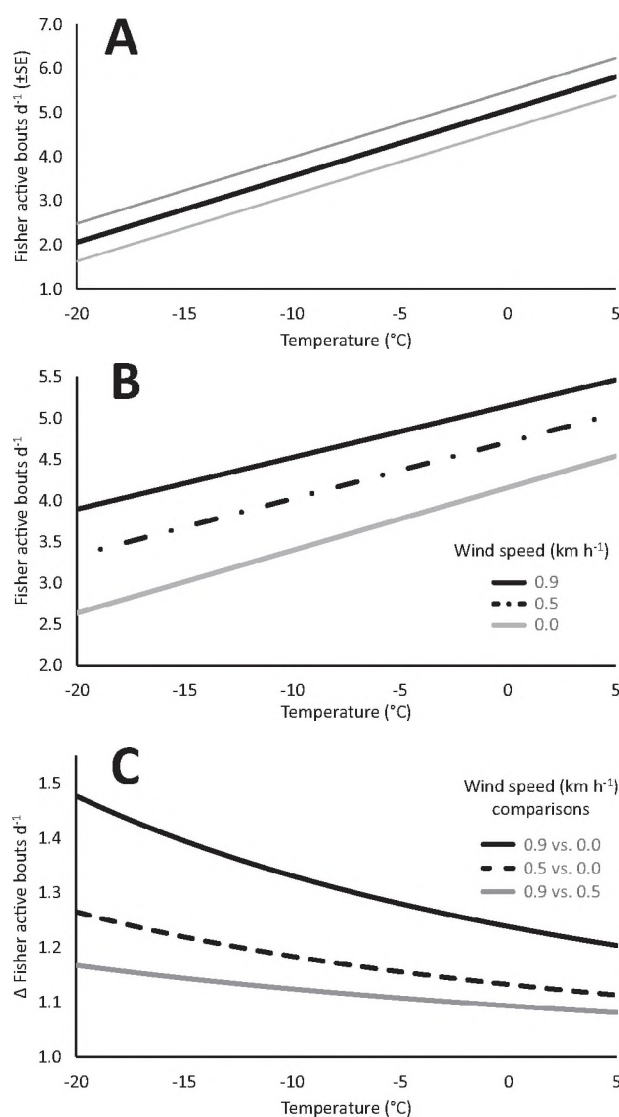 A
Fisher active bouts d-1 (±SE)
7.0
6.0
5.0
4.0
3.0
2.0
1.0
-20 -15 -10 -5 0 5
Temperature (°C)
B
Fisher active bouts d-1
5.5
5.0
4.5
4.0
3.5
3.0
2.5
2.0
Wind speed (km h-1)
0.9
0.5
0.0
-20 -15 -10 -5 0 5
Temperature (°C)
C
Δ Fisher active bouts d-1
1.5
1.4
1.3
1.2
1.1
1.0
Wind speed (km h-1)
comparisons
0.9 vs. 0.0
0.5 vs. 0.0
0.9 vs. 0.5
-20 -15 -10 -5 0 5
Temperature (°C)